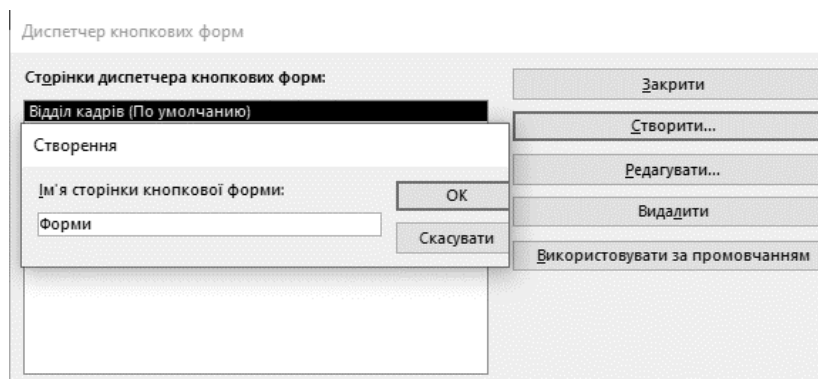 Диспетчер кнопкових форм
Сторінки диспетчера кнопкових форм:
Відділ кадрів (По умолчанию)
Створення
Ім'я сторінки кнопкової форми:
Форми
ОК
Скасувати
Закрити
Створити...
Редагувати...
Видалити
Використовувати за промовчанням